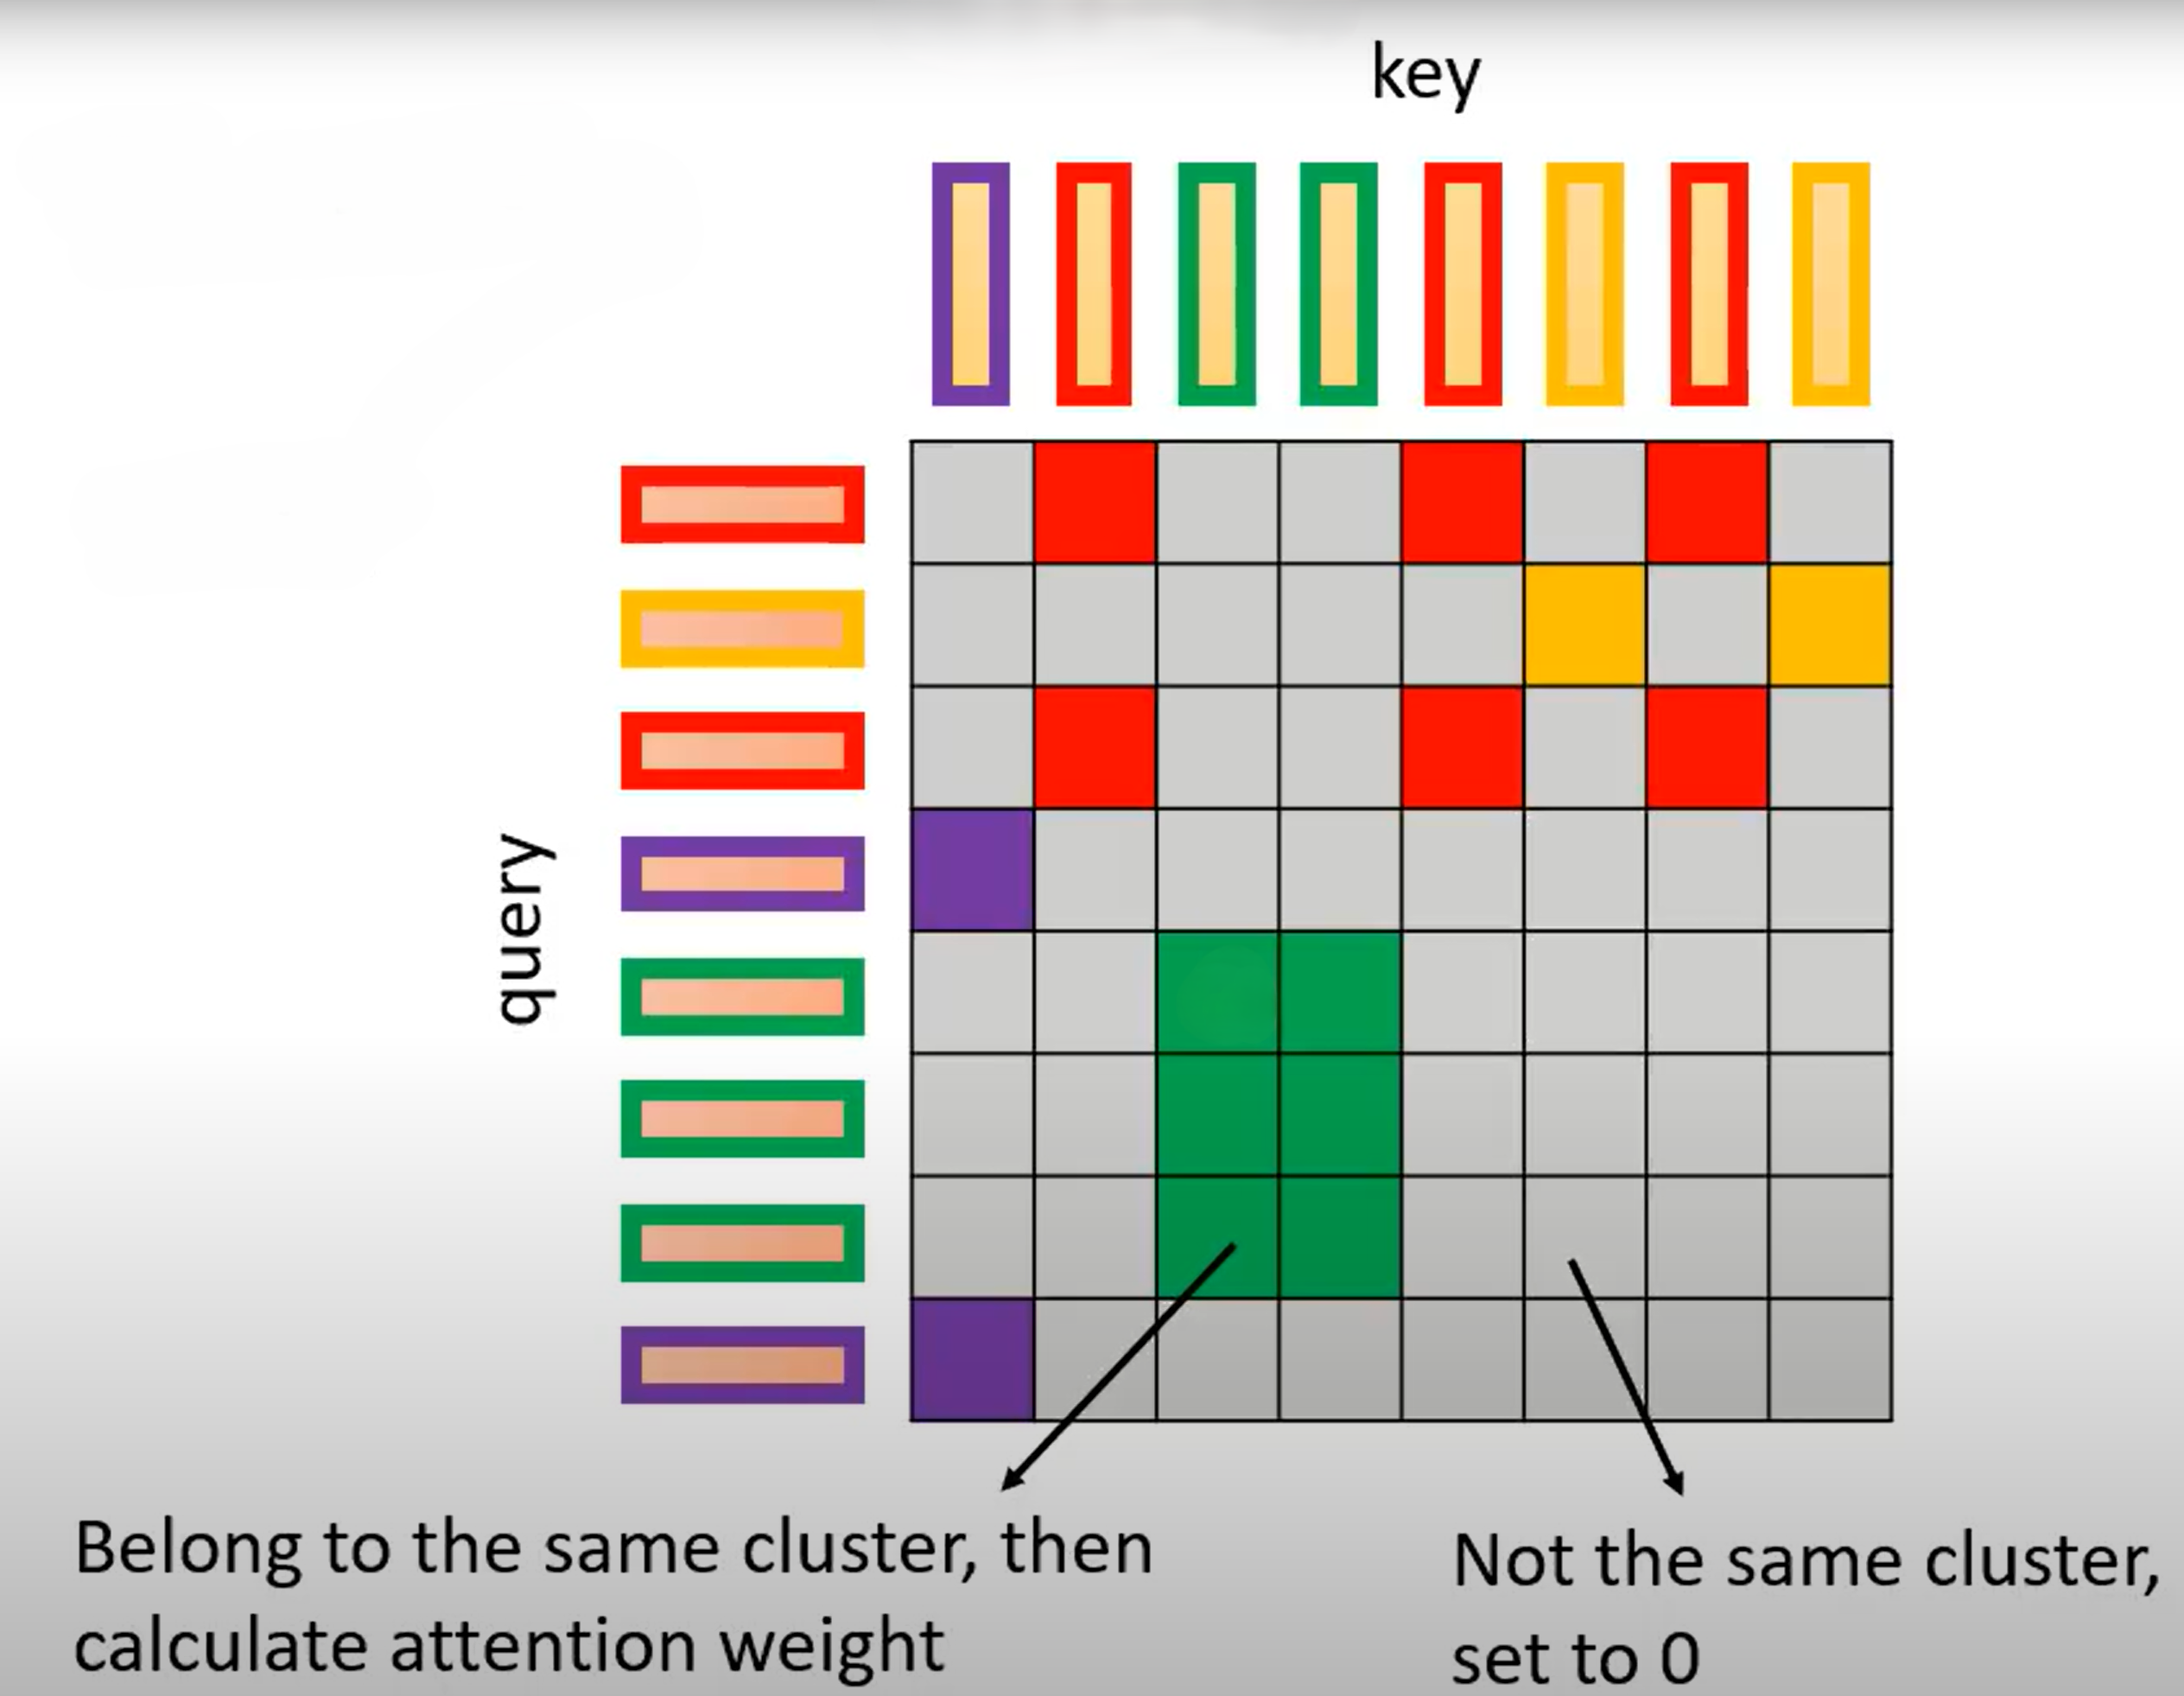 key
query
Belong to the same cluster, then
calculate attention weight
Not the same cluster,
set to 0